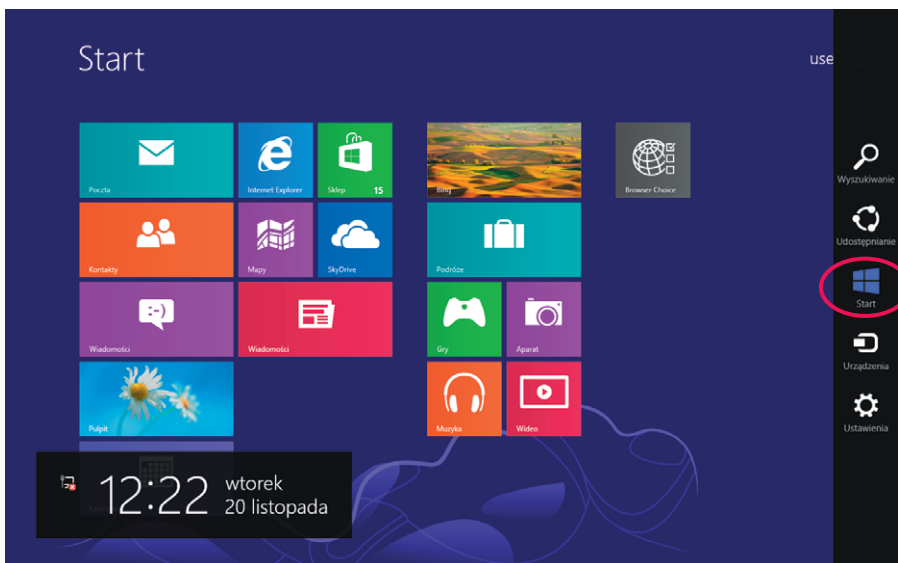 Start
use
Poczta
Internet Explorer
Sklep
15
Bing
Browser Choice
Kontakty
Mapy
SkyDrive
Podróże
Wiadomości
Wiadomości
Gry
Aparat
Pulpit
Muzyka
Wideo
12:22
wtorek
20 listopada
Wyszukiwanie
Udostępnianie
Start
Urządzenia
Ustawienia